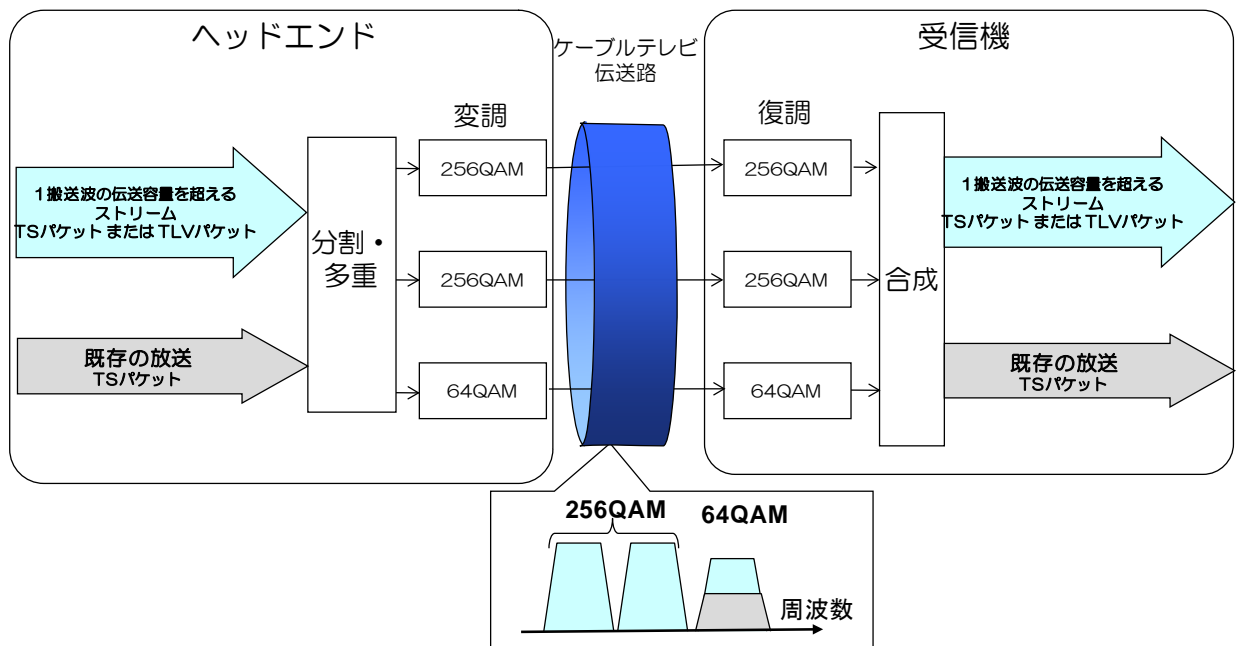 ヘッドエンド
ケーブルテレビ
伝送路
受信機
変調
復調
1搬送波の伝送容量を超える
ストリーム
TSパケット または TLVパケット
既存の放送
TSパケット
分割・
多重
256QAM
256QAM
64QAM
256QAM
256QAM
64QAM
合成
1搬送波の伝送容量を超える
ストリーム
TSパケット または TLVパケット
既存の放送
TSパケット
256QAM
64QAM
周波数